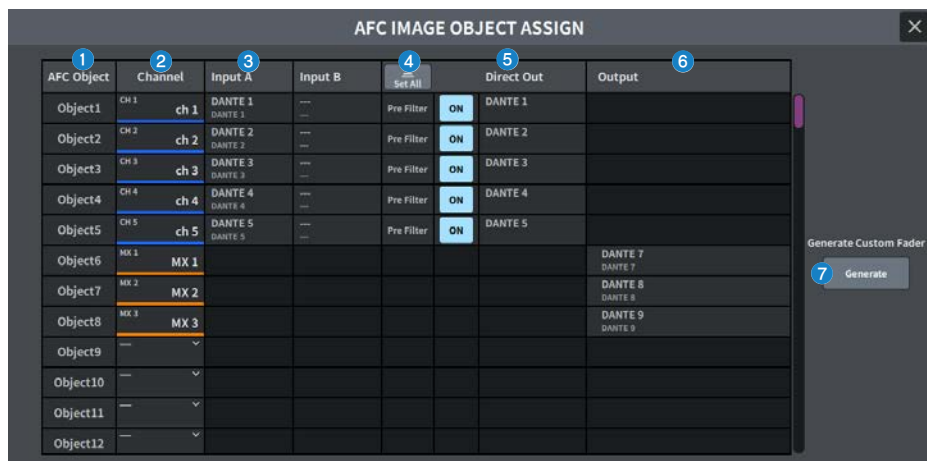 AFC IMAGE OBJECT ASSIGN
1 2 3 4 5 6
AFC Object Channel Input A Input B Set All Direct Out Output
Object1 CH 1 ch 1 DANTE 1 DANTE 1 --- --- Pre Filter ON DANTE 1
Object2 CH 2 ch 2 DANTE 2 DANTE 2 --- --- Pre Filter ON DANTE 2
Object3 CH 3 ch 3 DANTE 3 DANTE 3 --- --- Pre Filter ON DANTE 3
Object4 CH 4 ch 4 DANTE 4 DANTE 4 --- --- Pre Filter ON DANTE 4
Object5 CH 5 ch 5 DANTE 5 DANTE 5 --- --- Pre Filter ON DANTE 5
Generate Custom Fader
Object6 MX 1 MX 1 DANTE 7 DANTE 7
7 Generate
Object7 MX 2 MX 2 DANTE 8 DANTE 8
Object8 MX 3 MX 3 DANTE 9 DANTE 9
Object9 ---
Object10 ---
Object11 ---
Object12 ---